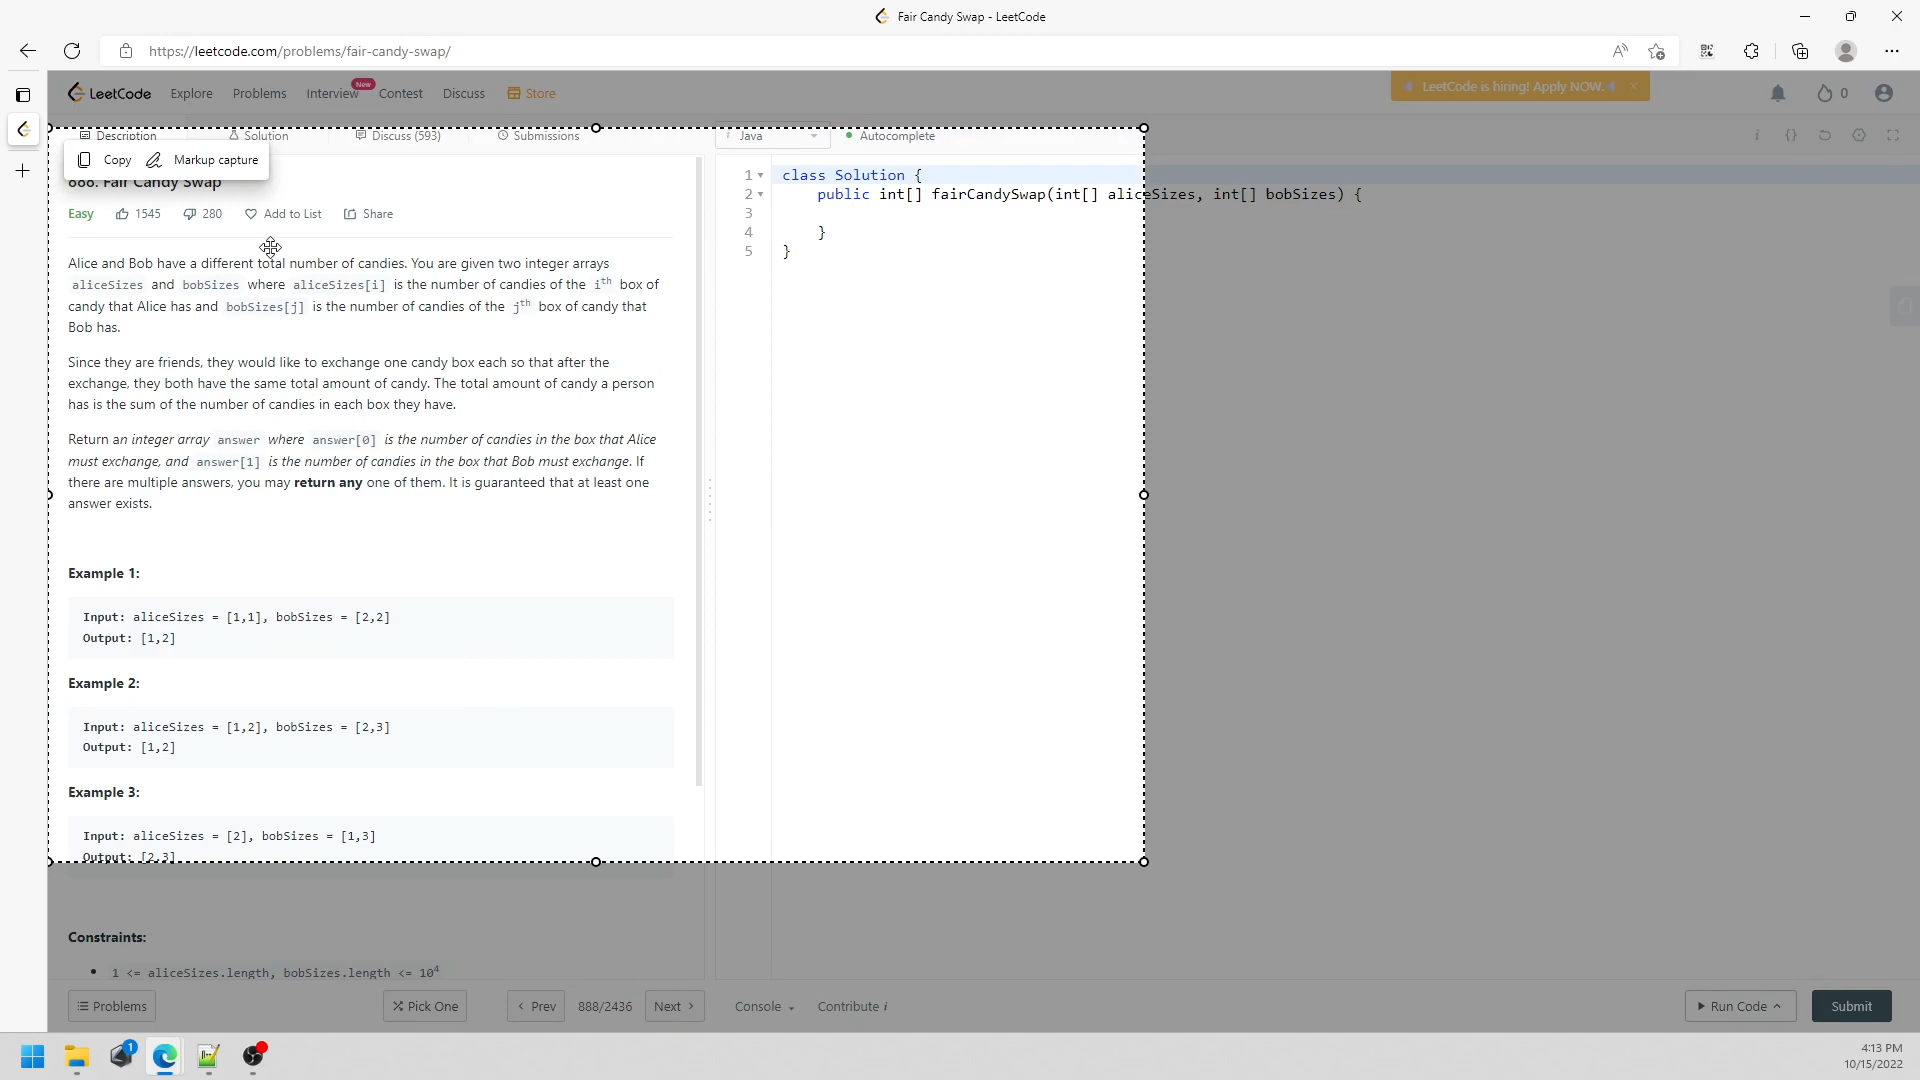 Fair Candy Swap - LeetCode
https://leetcode.com/problems/fair-candy-swap/
LeetCode Explore Problems Interview New Contest Discuss Store
LeetCode is hiring! Apply NOW.
0
Description Solution Discuss (593) Submissions
Copy Markup capture
888. Fair Candy Swap
Easy 1545 280 Add to List Share
Alice and Bob have a different total number of candies. You are given two integer arrays
aliceSizes and bobSizes where aliceSizes[i] is the number of candies of the ith box of
candy that Alice has and bobSizes[j] is the number of candies of the jth box of candy that
Bob has.
Since they are friends, they would like to exchange one candy box each so that after the
exchange, they both have the same total amount of candy. The total amount of candy a person
has is the sum of the number of candies in each box they have.
Return an integer array answer where answer[0] is the number of candies in the box that Alice
must exchange, and answer[1] is the number of candies in the box that Bob must exchange. If
there are multiple answers, you may return any one of them. It is guaranteed that at least one
answer exists.
Example 1:
Input: aliceSizes = [1,1], bobSizes = [2,2]
Output: [1,2]
Example 2:
Input: aliceSizes = [1,2], bobSizes = [2,3]
Output: [1,2]
Example 3:
Input: aliceSizes = [2], bobSizes = [1,3]
Output: [2,3]
Constraints:
1 <= aliceSizes.length, bobSizes.length <= 10^4
i Java Autocomplete
i {}
1 class Solution {
2 public int[] fairCandySwap(int[] aliceSizes, int[] bobSizes) {
3
4 }
5 }
Problems Pick One < Prev 888/2436 Next > Console Contribute i Run Code Submit
1
4:13 PM
10/15/2022